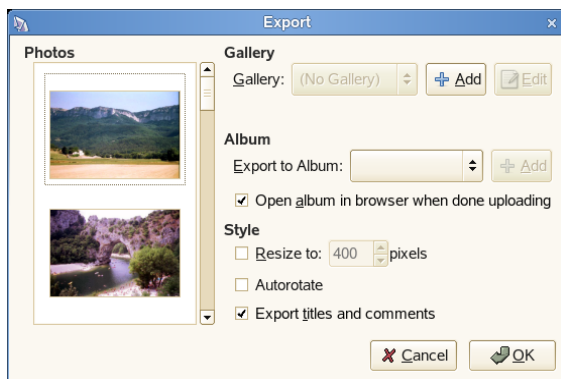 Export
Photos
Gallery
Gallery: (No Gallery) Add Edit
Album
Export to Album: Add
Open album in browser when done uploading
Style
Resize to: 400 pixels
Autorotate
Export titles and comments
Cancel OK